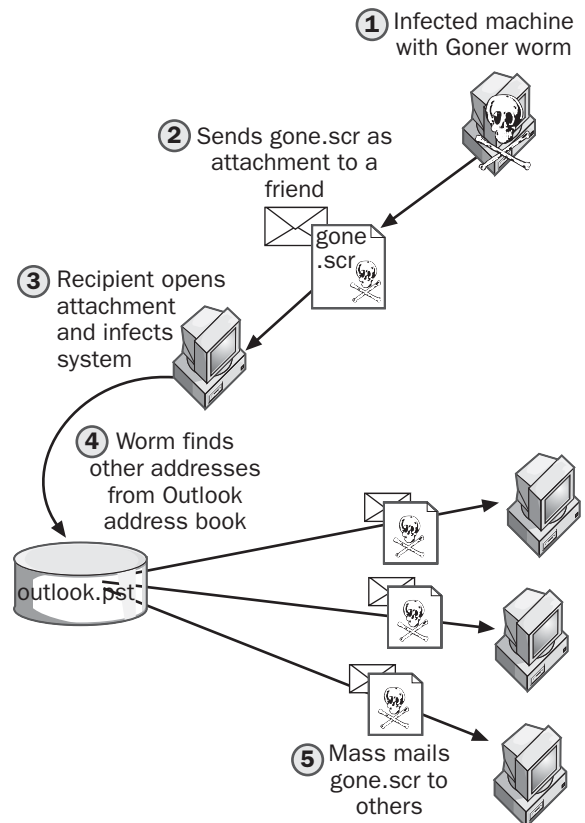 1 Infected machine
with Goner worm
2 Sends gone.scr as
attachment to a
friend
gone
.scr
3 Recipient opens
attachment
and infects
system
4 Worm finds
other addresses
from Outlook
address book
outlook.pst
5 Mass mails
gone.scr to
others